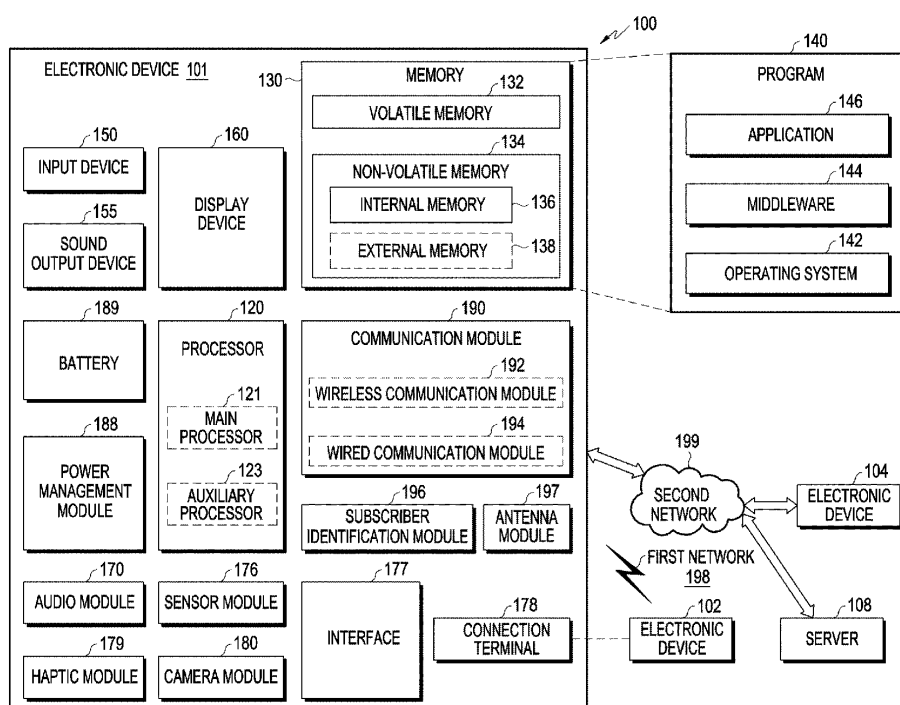 100
ELECTRONIC DEVICE 101
130
MEMORY
132
VOLATILE MEMORY
134
NON-VOLATILE MEMORY
INTERNAL MEMORY
136
EXTERNAL MEMORY
138
140
PROGRAM
146
APPLICATION
144
MIDDLEWARE
142
OPERATING SYSTEM
150
INPUT DEVICE
160
DISPLAY
DEVICE
155
SOUND
OUTPUT DEVICE
189
BATTERY
120
PROCESSOR
121
MAIN
PROCESSOR
123
AUXILIARY
PROCESSOR
190
COMMUNICATION MODULE
192
WIRELESS COMMUNICATION MODULE
194
WIRED COMMUNICATION MODULE
188
POWER
MANAGEMENT
MODULE
196
SUBSCRIBER
IDENTIFICATION MODULE
197
ANTENNA
MODULE
199
SECOND
NETWORK
104
ELECTRONIC
DEVICE
FIRST NETWORK
198
170
AUDIO MODULE
176
SENSOR MODULE
177
INTERFACE
178
CONNECTION
TERMINAL
102
ELECTRONIC
DEVICE
108
SERVER
179
HAPTIC MODULE
180
CAMERA MODULE